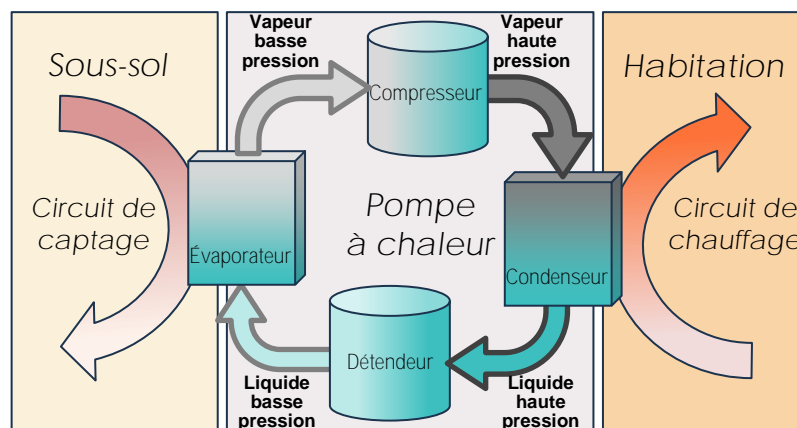 Vapeur
basse
pression
Vapeur
haute
pression
Sous-sol
Habitation
Compresseur
Circuit de
captage
Pompe
à chaleur
Circuit de
chauffage
Évaporateur
Condenseur
Détendeur
Liquide
basse
pression
Liquide
haute
pression